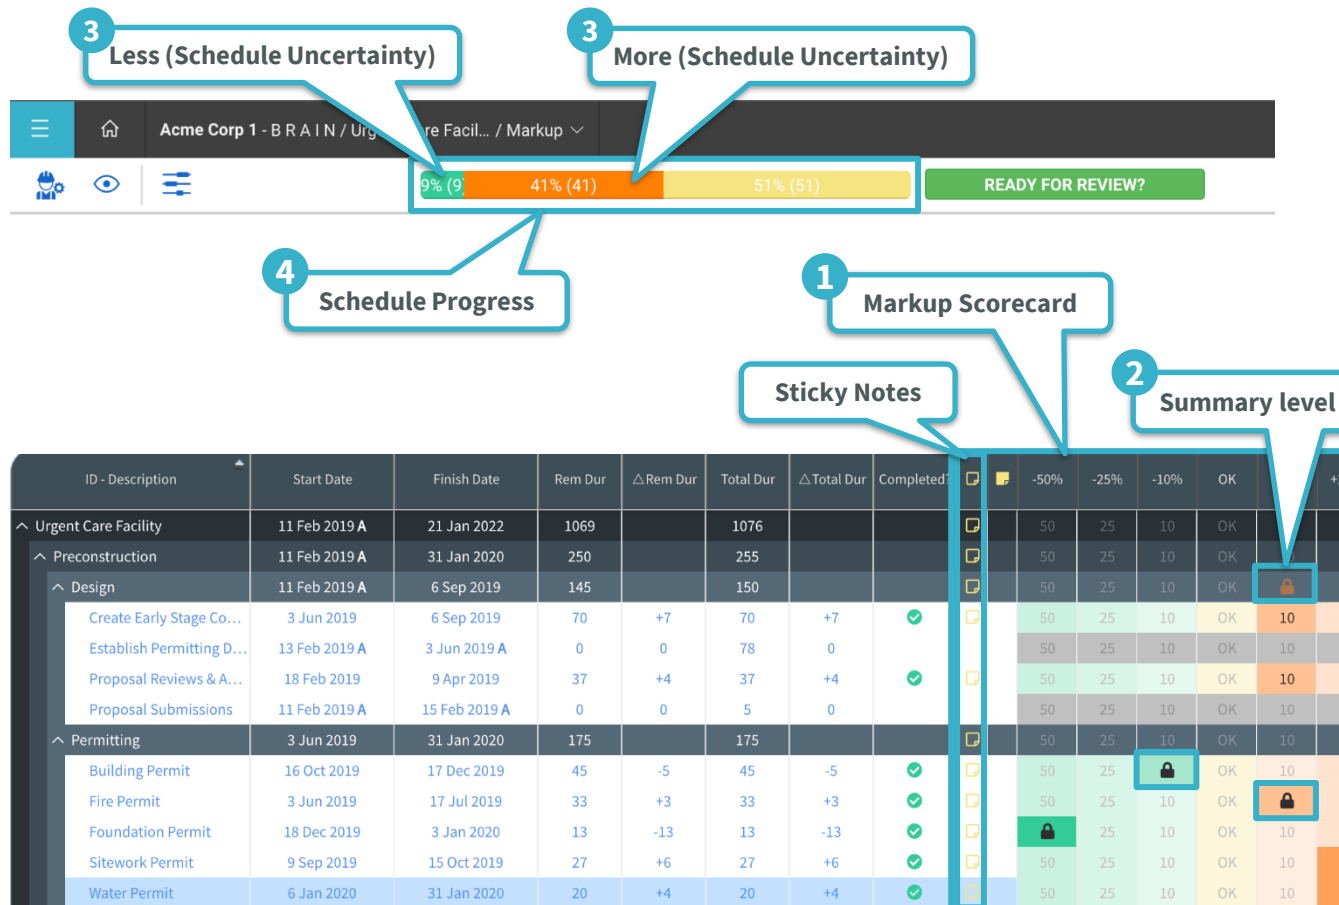 3 3
Less (Schedule Uncertainty) More (Schedule Uncertainty)
Acme Corp 1 - B R A I N / Urg re Facil... / Markup
9% (9) 41% (41) 51% (51) READY FOR REVIEW?
4 1
Schedule Progress Markup Scorecard
2
Sticky Notes Summary level
ID - Description Start Date Finish Date Rem Dur △Rem Dur Total Dur △Total Dur Completed? -50% -25% -10% OK
Urgent Care Facility 11 Feb 2019 A 21 Jan 2022 1069 1076 50 25 10 OK
Preconstruction 11 Feb 2019 A 31 Jan 2020 250 255 50 25 10 OK
Design 11 Feb 2019 A 6 Sep 2019 145 150 50 25 10 OK
Create Early Stage Co... 3 Jun 2019 6 Sep 2019 70 +7 70 +7 50 25 10 OK 10
Establish Permitting D... 13 Feb 2019 A 3 Jun 2019 A 0 0 78 0 50 25 10 OK 10
Proposal Reviews & A... 18 Feb 2019 9 Apr 2019 37 +4 37 +4 50 25 10 OK 10
Proposal Submissions 11 Feb 2019 A 15 Feb 2019 A 0 0 5 0 50 25 10 OK 10
Permitting 3 Jun 2019 31 Jan 2020 175 175 50 25 10 OK 10
Building Permit 16 Oct 2019 17 Dec 2019 45 -5 45 -5 50 25 OK 10
Fire Permit 3 Jun 2019 17 Jul 2019 33 +3 33 +3 50 25 10 OK
Foundation Permit 18 Dec 2019 3 Jan 2020 13 -13 13 -13 25 10 OK 10
Sitework Permit 9 Sep 2019 15 Oct 2019 27 +6 27 +6 50 25 10 OK 10
Water Permit 6 Jan 2020 31 Jan 2020 20 +4 20 +4 50 25 10 OK 10